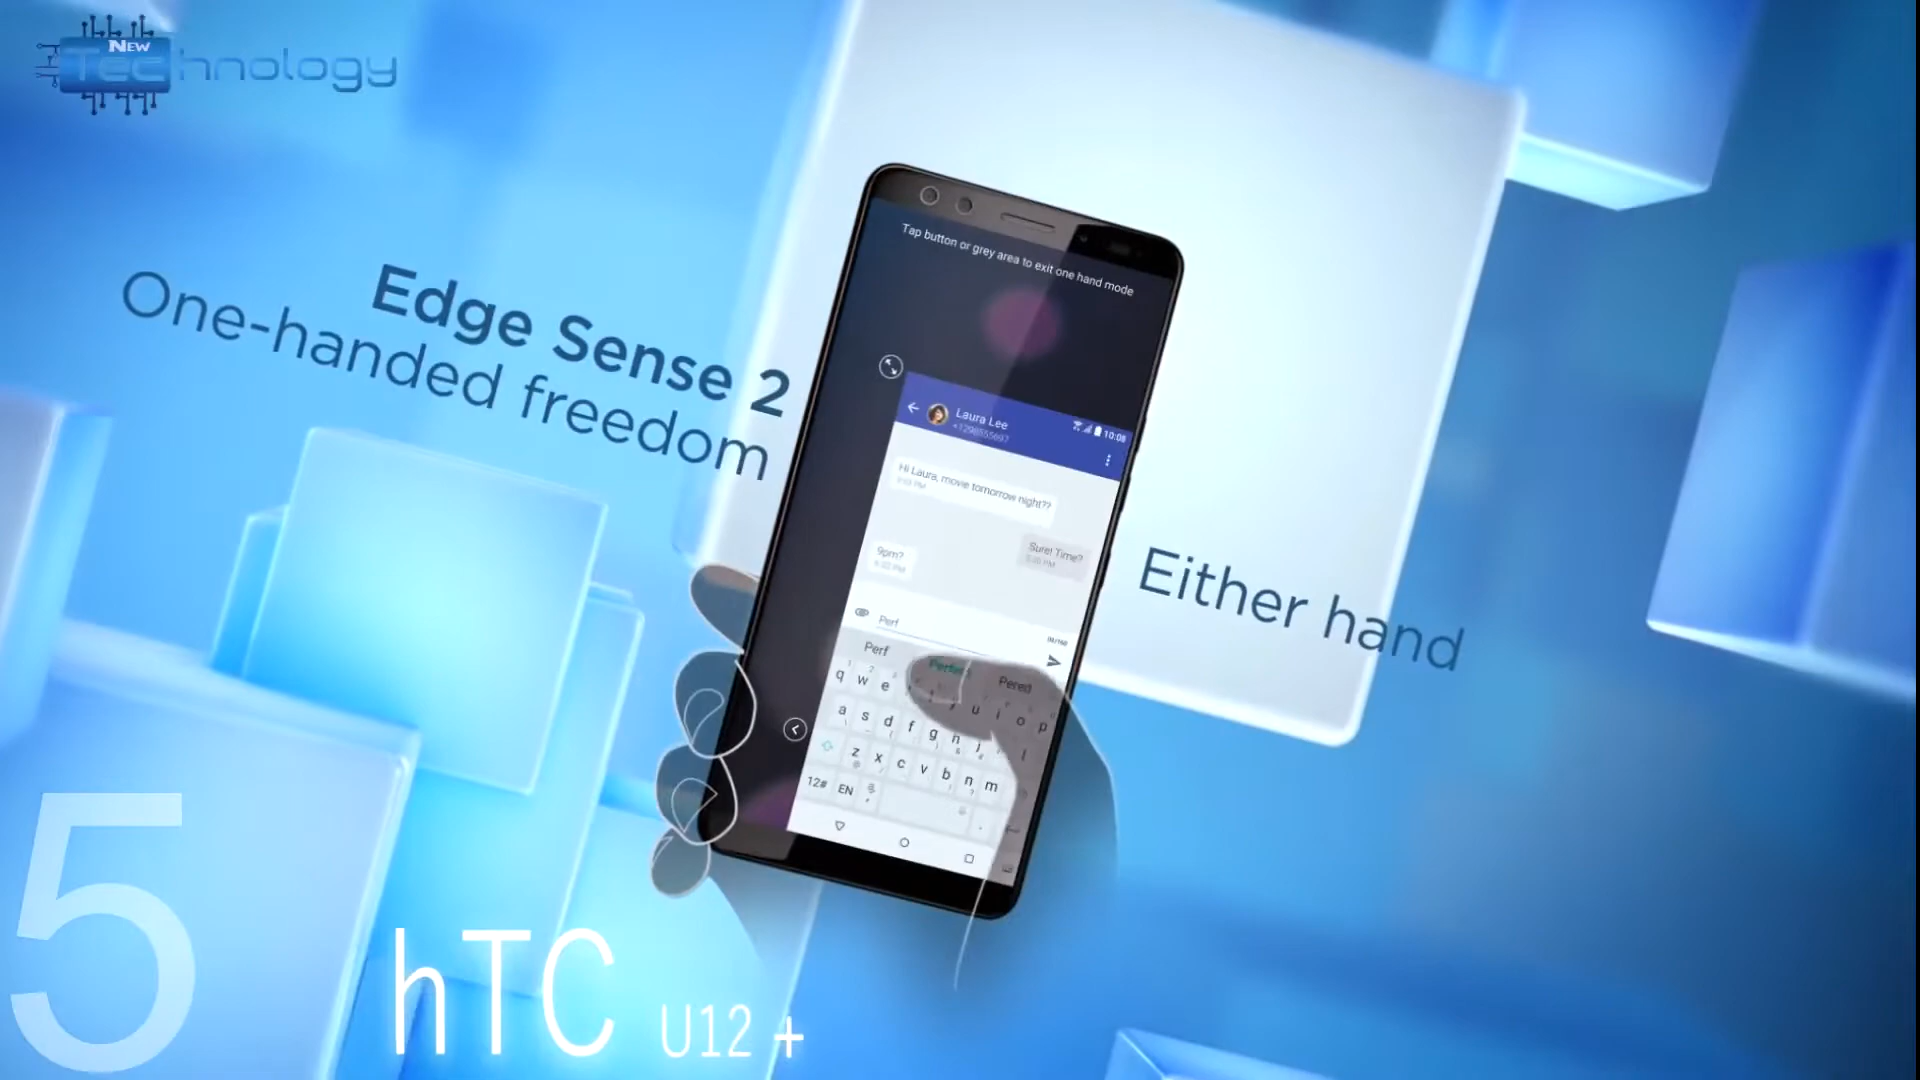 New
Technology
Edge Sense 2
One-handed freedom
Either hand
Tap button or grey area to exit one hand mode
Laura Lee
10:08
Hi Laura, movie tomorrow night??
Sure! Time?
9pm?
Perf
Perf
Perfect
Pered
q w e
u i o p
a s d f g h j
l
z x c v b n m
12# EN
5
hTC U12 +